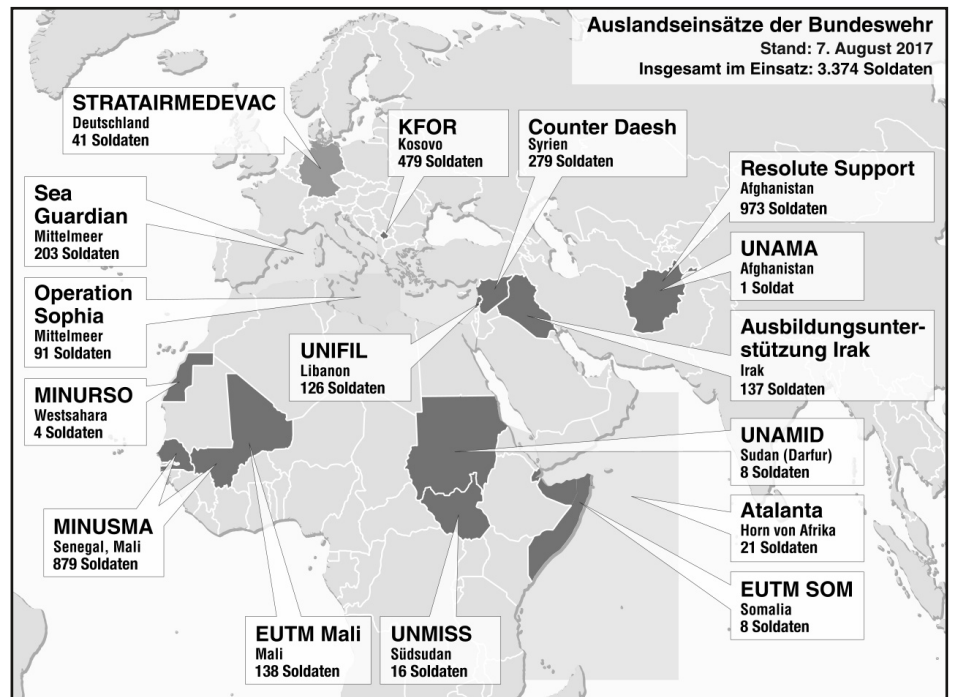 Auslandseinsätze der Bundeswehr
Stand: 7. August 2017
Insgesamt im Einsatz: 3.374 Soldaten
STRATAIRMEDEVAC
Deutschland
41 Soldaten
KFOR
Kosovo
479 Soldaten
Counter Daesh
Syrien
279 Soldaten
Resolute Support
Afghanistan
973 Soldaten
Sea
Guardian
Mittelmeer
203 Soldaten
UNAMA
Afghanistan
1 Soldat
Operation
Sophia
Mittelmeer
91 Soldaten
UNIFIL
Libanon
126 Soldaten
Ausbildungsunter-
stützung Irak
Irak
137 Soldaten
MINURSO
Westsahara
4 Soldaten
UNAMID
Sudan (Darfur)
8 Soldaten
Atalanta
Horn von Afrika
21 Soldaten
MINUSMA
Senegal, Mali
879 Soldaten
EUTM SOM
Somalia
8 Soldaten
EUTM Mali
Mali
138 Soldaten
UNMISS
Südsudan
16 Soldaten